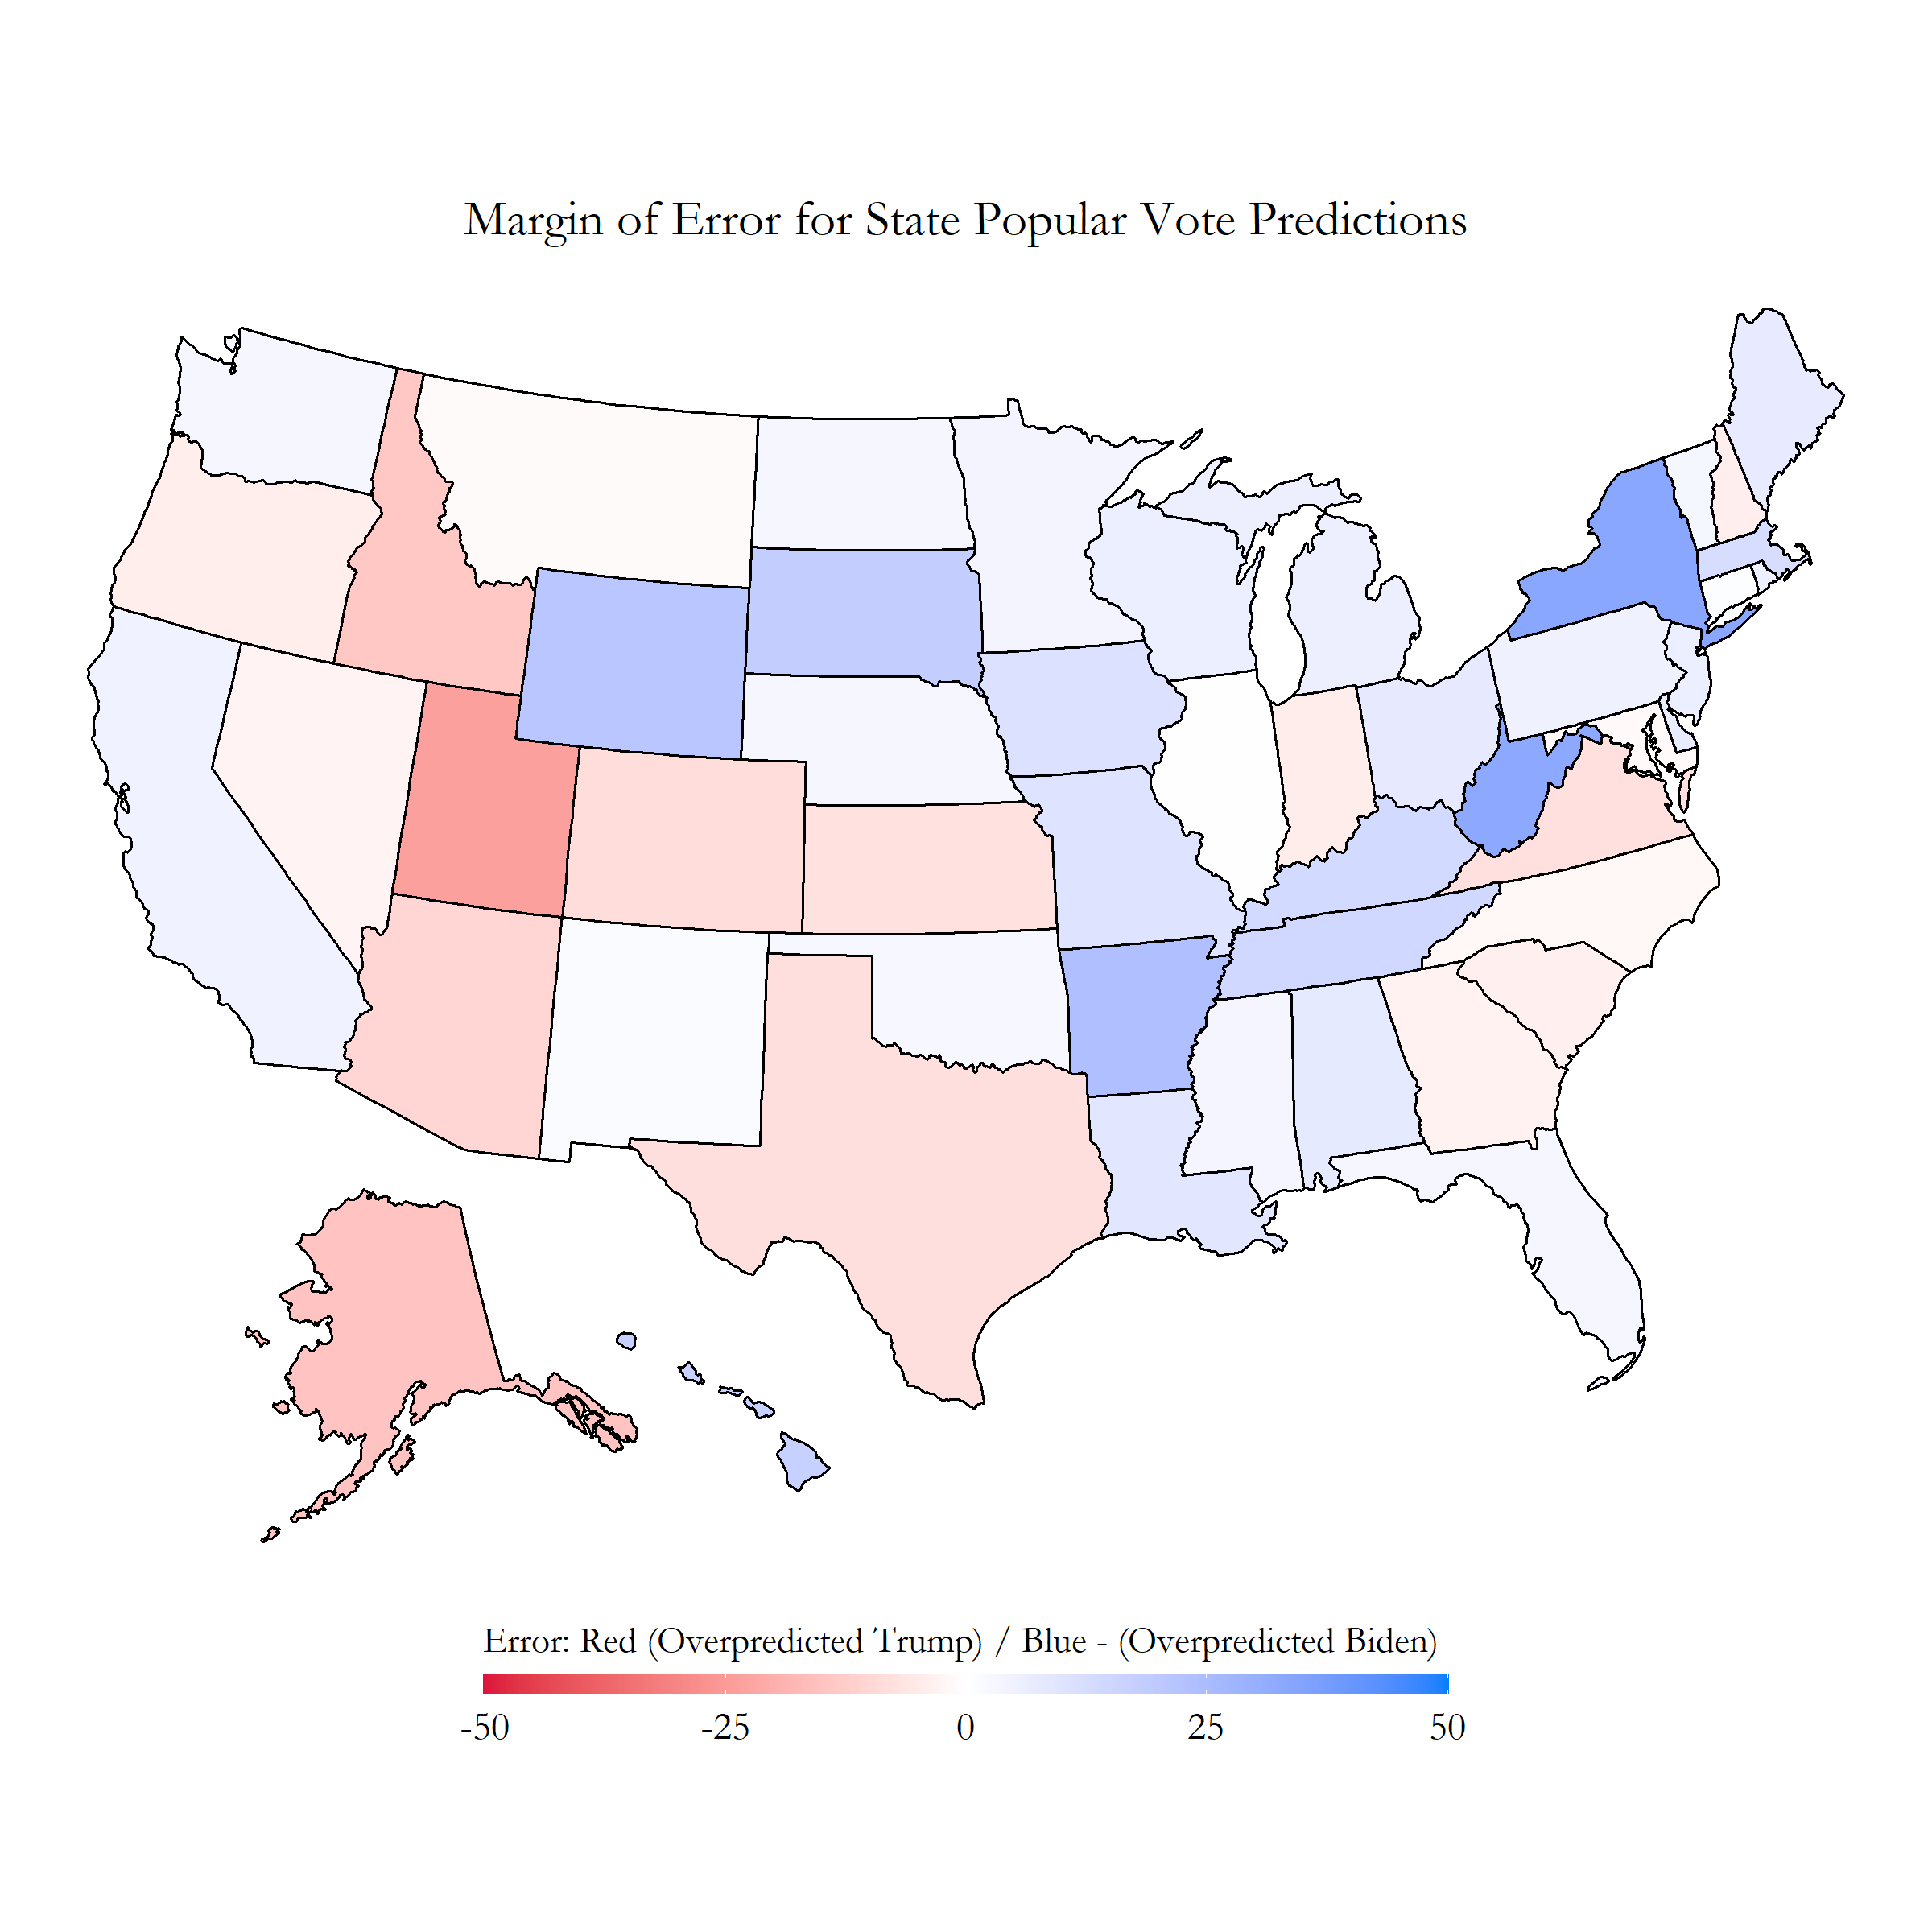 Margin of Error for State Popular Vote Predictions
Error: Red (Overpredicted Trump) / Blue - (Overpredicted Biden)
-50 -25 0 25 50